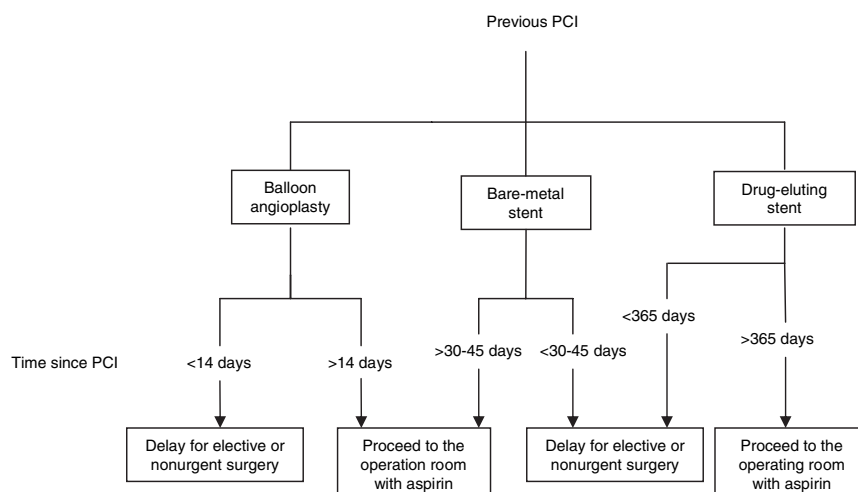 Previous PCI
Balloon
angioplasty
Bare-metal
stent
Drug-eluting
stent
Time since PCI
<14 days
>14 days
>30-45 days
<30-45 days
<365 days
>365 days
Delay for elective or
nonurgent surgery
Proceed to the
operation room
with aspirin
Delay for elective or
nonurgent surgery
Proceed to the
operating room
with aspirin